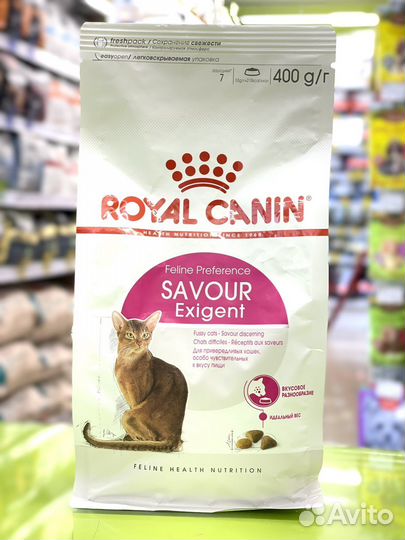 freshpack / Сохранение свежести
easyopen / легковскрываемая упаковка
7
400 g/г
ROYAL CANIN
HEALTH NUTRITION SINCE 1968
Feline Preference
SAVOUR
Exigent
Fussy cats - Savour discerning
Chats difficiles - Réceptifs aux saveurs
Для привередливых кошек,
особо чувствительных
к вкусу пищи
ВКУСОВОЕ
РАЗНООБРАЗИЕ
ИДЕАЛЬНЫЙ ВЕС
FELINE HEALTH NUTRITION
Avito